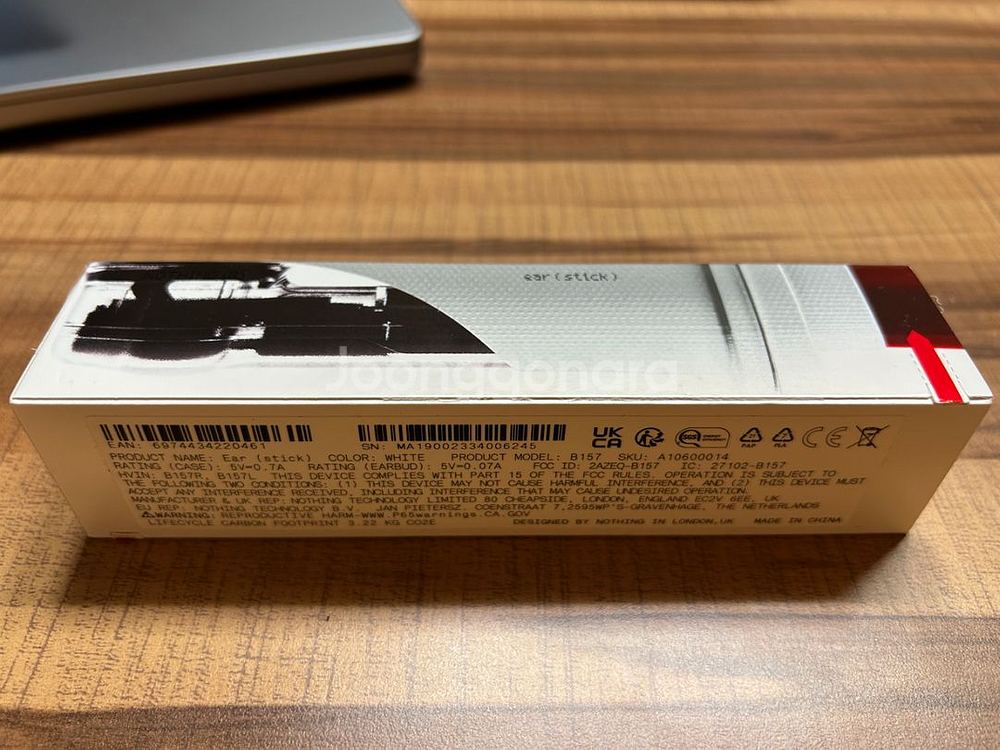 ear (stick)
Joonggonara
EAN: 6974434220461 SN: MA19002334006245
UK CA
SGS
PAP
PLA
CE
PRODUCT NAME: Ear (stick) COLOR: WHITE PRODUCT MODEL: B157 SKU: A10600014
RATING (CASE): 5V⎓0.7A RATING (EARBUD): 5V⎓0.07A FCC ID: 2AZEQ-B157 IC: 27102-B157
HVIN: B157R, B157L THIS DEVICE COMPLIES WITH PART 15 OF THE FCC RULES. OPERATION IS SUBJECT TO
THE FOLLOWING TWO CONDITIONS: (1) THIS DEVICE MAY NOT CAUSE HARMFUL INTERFERENCE, AND (2) THIS DEVICE MUST
ACCEPT ANY INTERFERENCE RECEIVED, INCLUDING INTERFERENCE THAT MAY CAUSE UNDESIRED OPERATION.
MANUFACTURER & UK REP: NOTHING TECHNOLOGY LIMITED 80 CHEAPSIDE, LONDON, ENGLAND EC2V 6EE, UK
EU REP. NOTHING TECHNOLOGY B.V. JAN PIETERSZ. COENSTRAAT 7,2595WP'S-GRAVENHAGE, THE NETHERLANDS
⚠WARNING: REPRODUCTIVE HARM-WWW.P65warnings.CA.GOV
LIFECYCLE CARBON FOOTPRINT 3.22 KG CO2E DESIGNED BY NOTHING IN LONDON,UK MADE IN CHINA